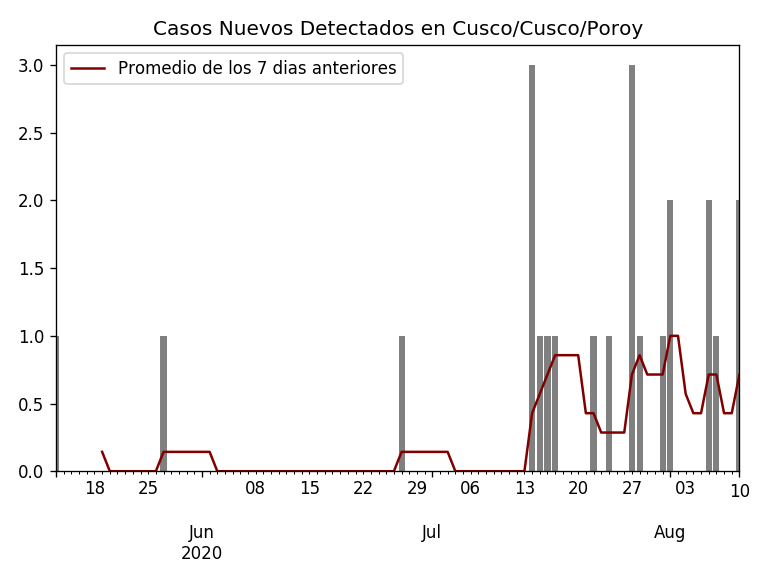 Casos Nuevos Detectados en Cusco/Cusco/Poroy
Promedio de los 7 dias anteriores
3.0
2.5
2.0
1.5
1.0
0.5
0.0
18 25 08 15 22 29 06 13 20 27 03 10
Jun Jul Aug
2020